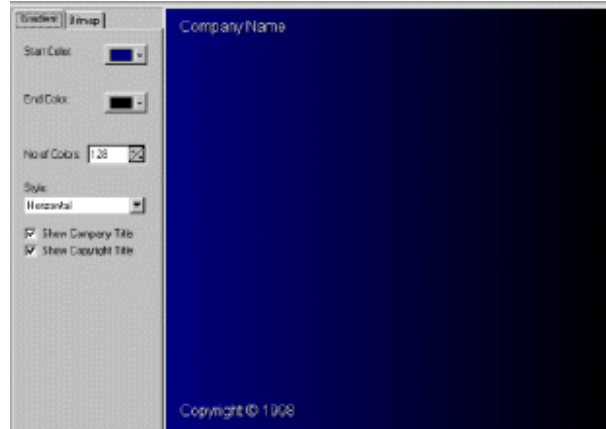 Gradient Bitmap
Company Name
Start Color:
End Color:
No of Colors: 128
Style:
Horizontal
Show Company Title
Show Copyright Title
Copyright © 1998